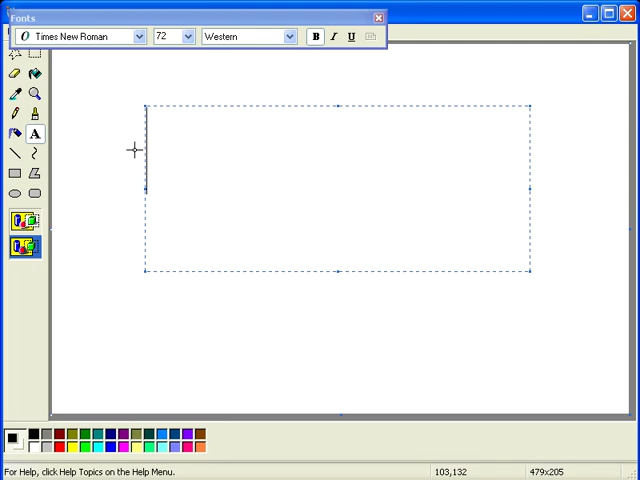 Fonts
Times New Roman 72 Western B I U
A
For Help, click Help Topics on the Help Menu. 103,132 479x205